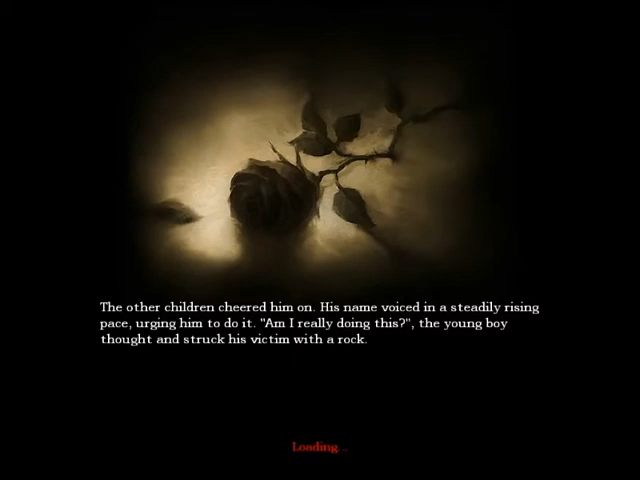 The other children cheered him on. His name voiced in a steadily rising
pace, urging him to do it. "Am I really doing this?", the young boy
thought and struck his victim with a rock.
Loading...